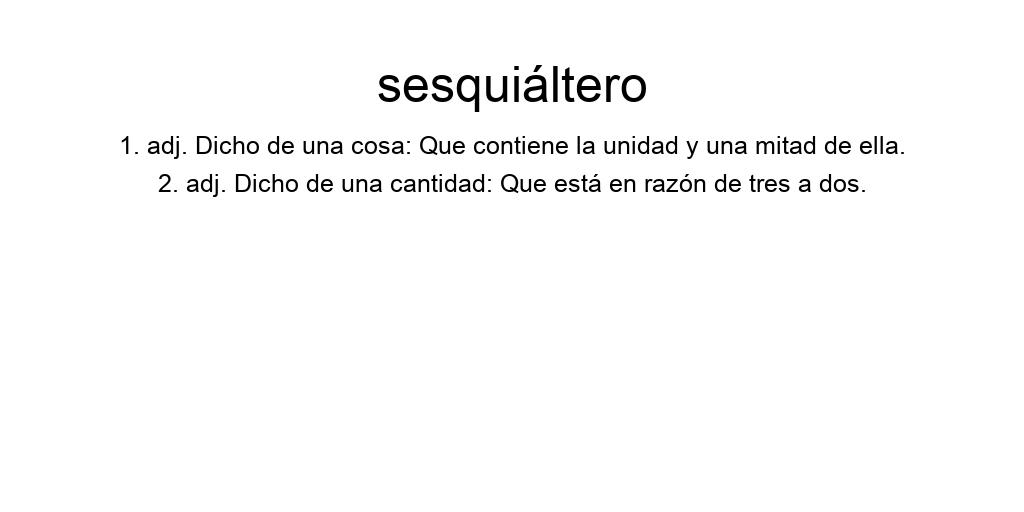 sesquiáltero
1. adj. Dicho de una cosa: Que contiene la unidad y una mitad de ella.
2. adj. Dicho de una cantidad: Que está en razón de tres a dos.